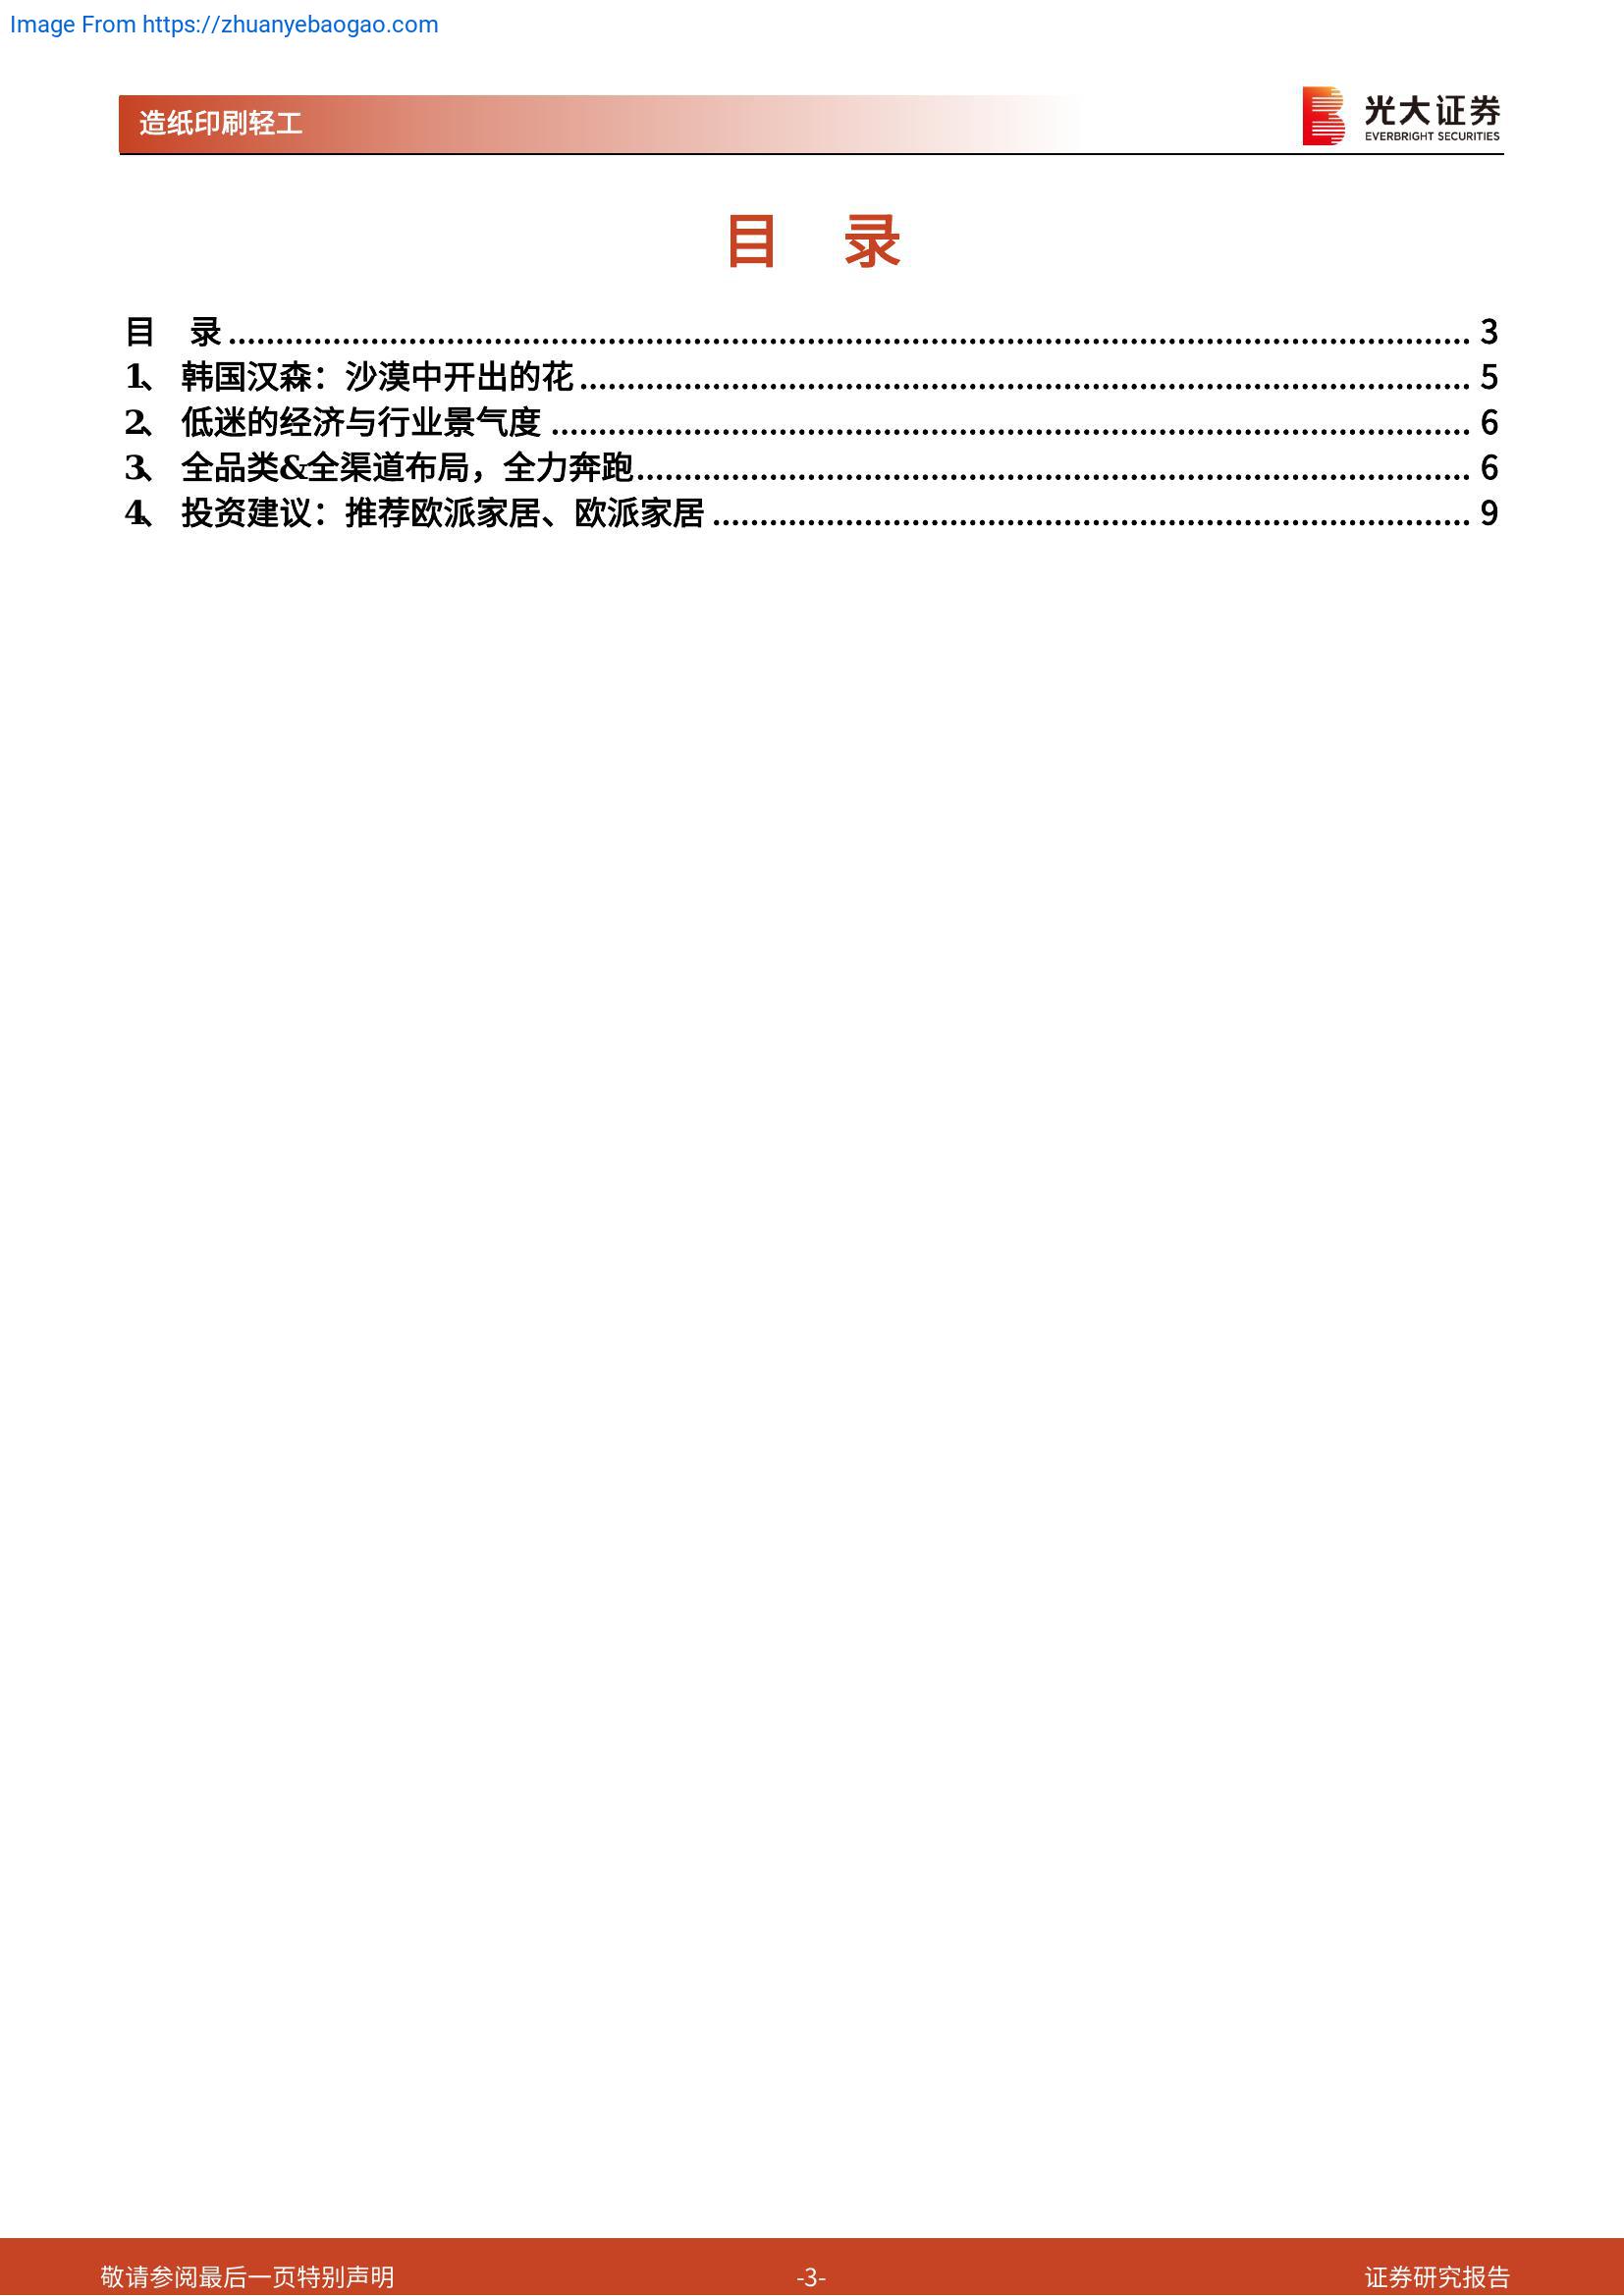 Image From https://zhuanyebaogao.com
造纸印刷轻工
光大证券
EVERBRIGHT SECURITIES
目 录
目 录 3
1、 韩国汉森：沙漠中开出的花 5
2、 低迷的经济与行业景气度 6
3、 全品类&全渠道布局，全力奔跑 6
4、 投资建议：推荐欧派家居、欧派家居 9
敬请参阅最后一页特别声明 -3- 证券研究报告